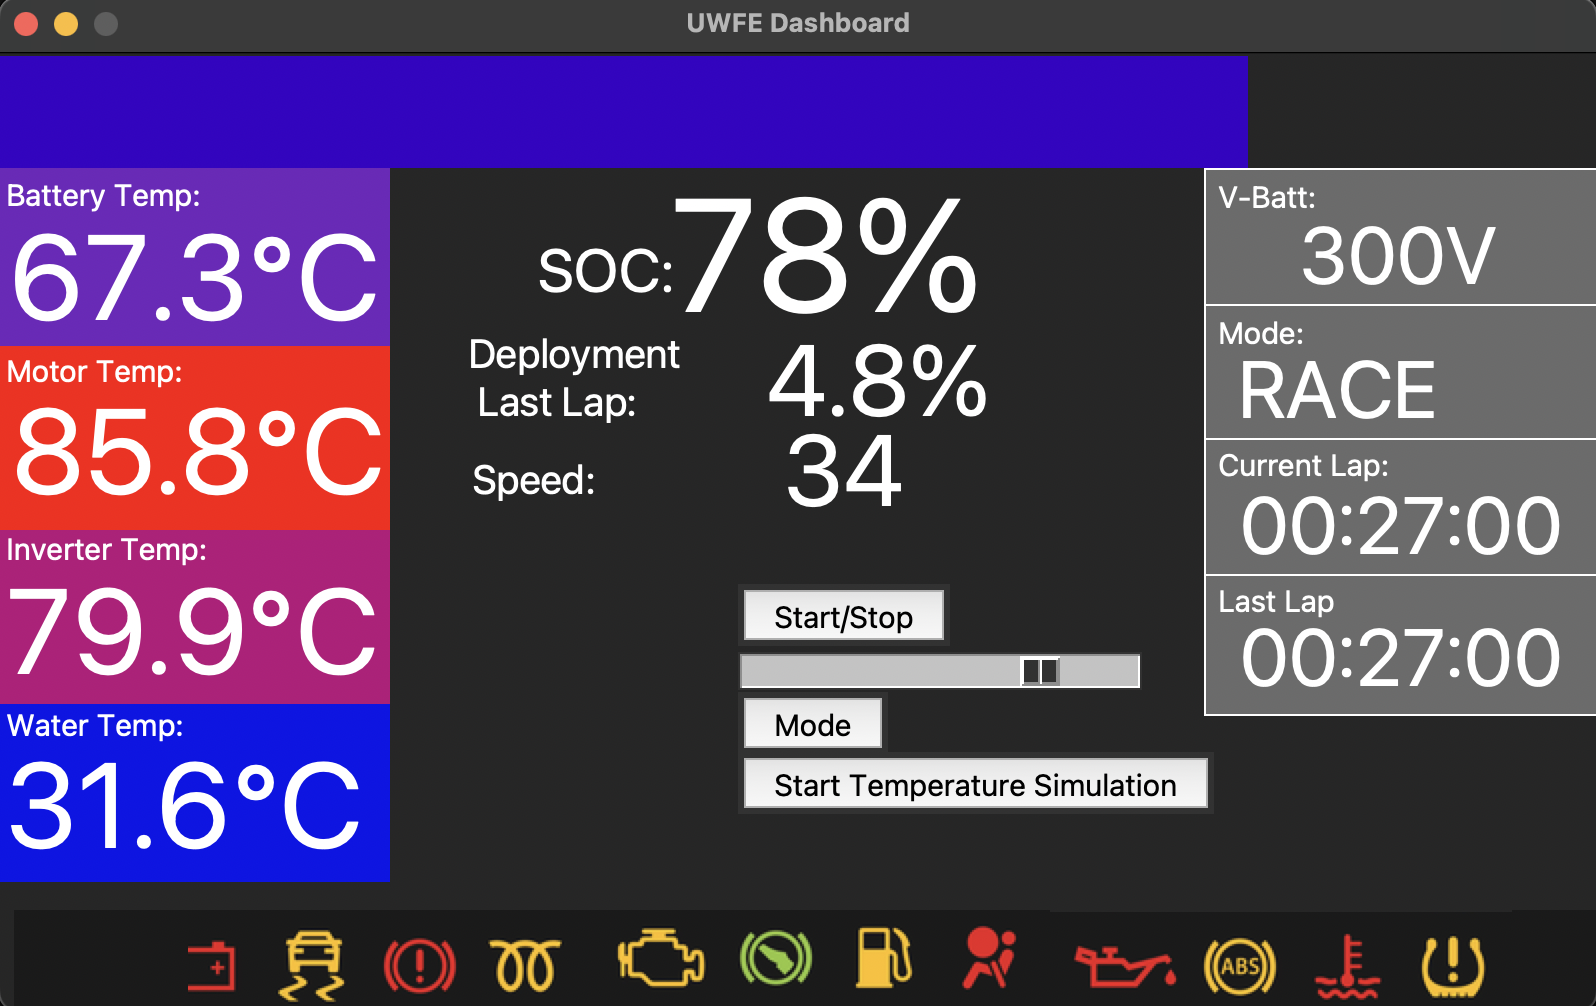 UWFE Dashboard
Battery Temp:
67.3°C
Motor Temp:
85.8°C
Inverter Temp:
79.9°C
Water Temp:
31.6°C
SOC: 78%
Deployment
Last Lap: 4.8%
Speed: 34
Start/Stop
Mode
Start Temperature Simulation
V-Batt:
300V
Mode:
RACE
Current Lap:
00:27:00
Last Lap
00:27:00
ABS